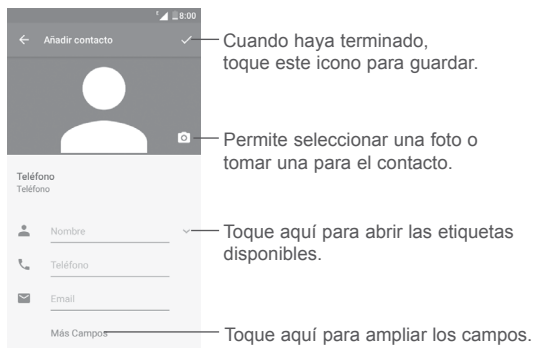 8:00
Añadir contacto
Cuando haya terminado,
toque este icono para guardar.
Permite seleccionar una foto o
tomar una para el contacto.
Teléfono
Teléfono
Nombre
Toque aquí para abrir las etiquetas
disponibles.
Teléfono
Email
Más Campos
Toque aquí para ampliar los campos.